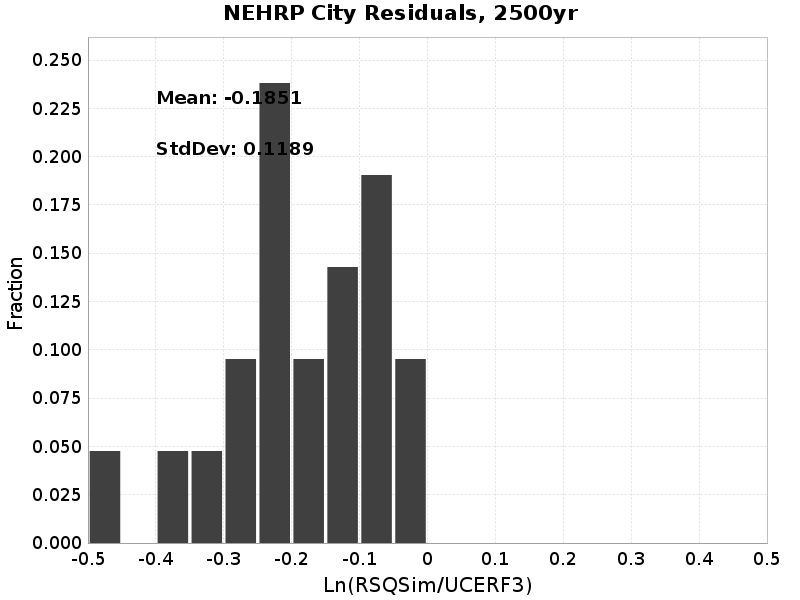 NEHRP City Residuals, 2500yr
0.250
Mean: -0.1851
0.225
StdDev: 0.1189
0.200
0.175
0.150
0.125
Fraction
0.100
0.075
0.050
0.025
0.000
-0.5 -0.4 -0.3 -0.2 -0.1 0 0.1 0.2 0.3 0.4 0.5
Ln(RSQSim/UCERF3)